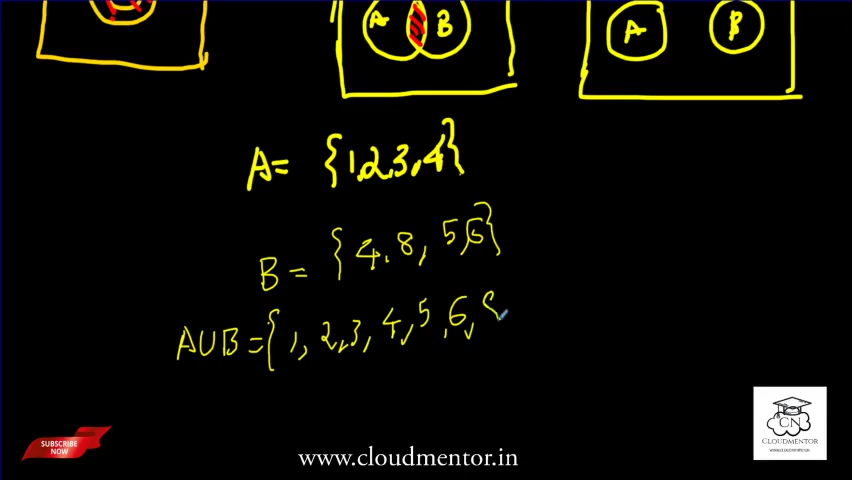 A B
A B
A= {1,2,3,4}
B = {4, 8, 5,6}
AUB={1, 2,3, 4, 5, 6,
CN
CLOUDMENTOR
SUBSCRIBE
NOW
www.cloudmentor.in